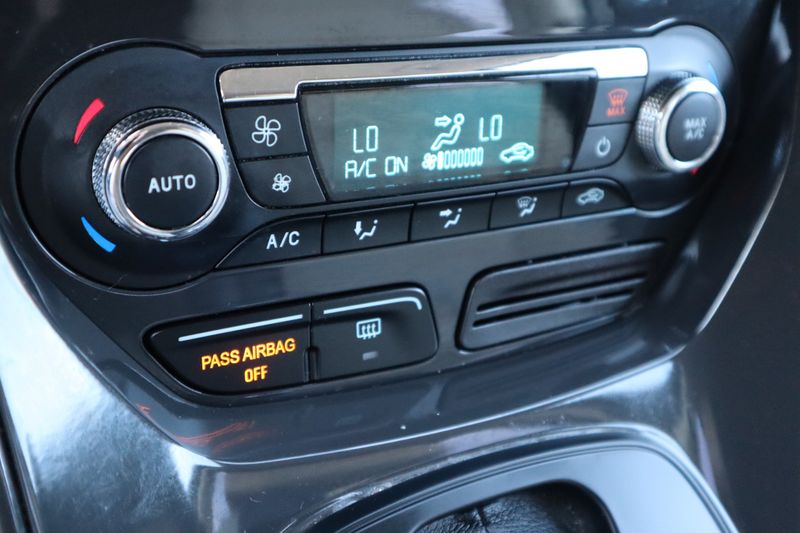 MAX
LO LO
A/C ON
AUTO
MAX
A/C
A/C
PASS AIRBAG
OFF